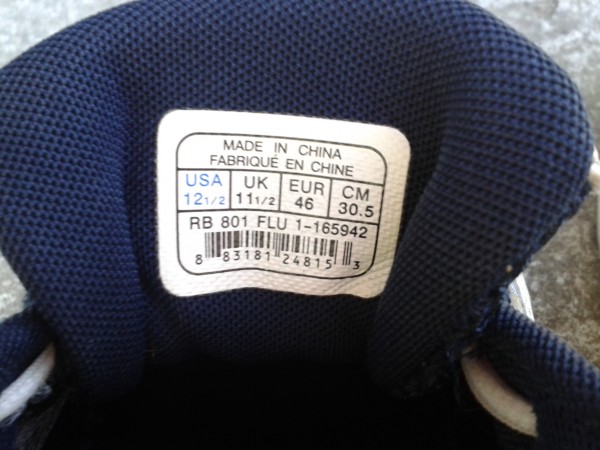 MADE IN CHINA
FABRIQUÉ EN CHINE
USA UK EUR CM
12 1/2 11 1/2 46 30.5
RB 801 FLU 1-165942
8 83181 24815 3